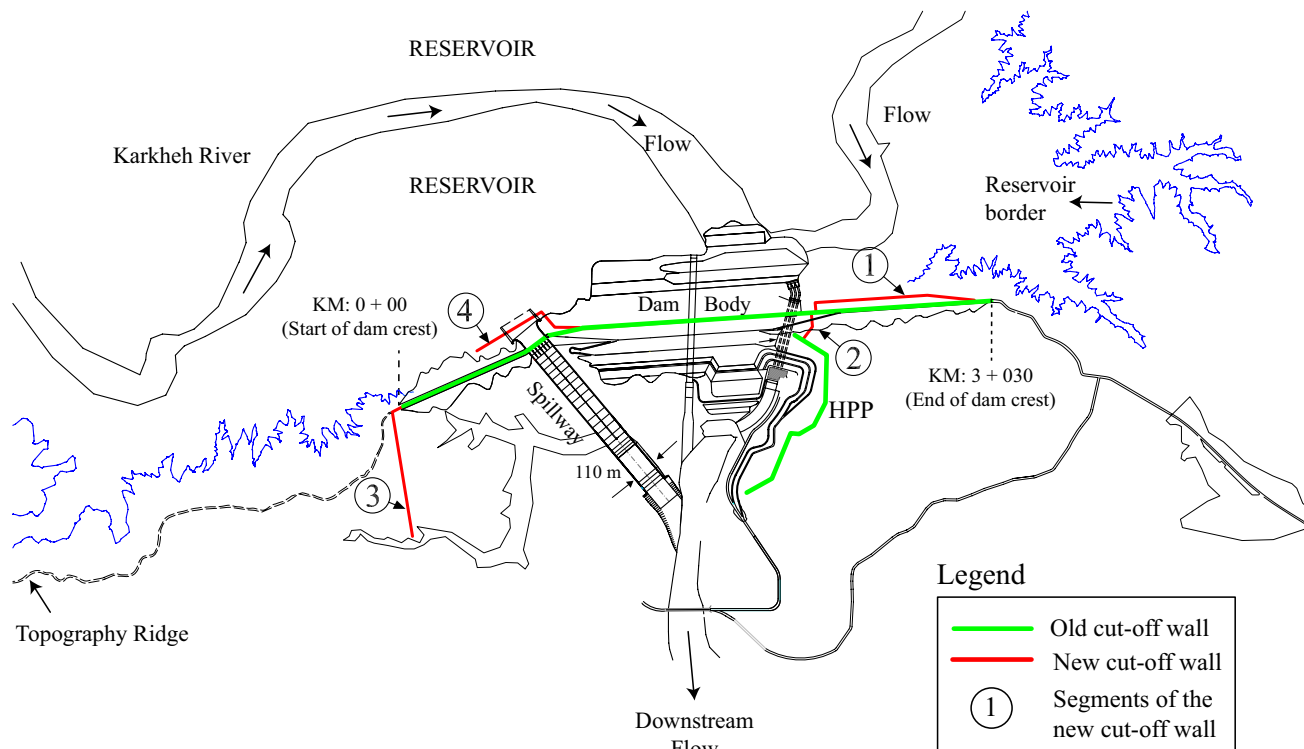 RESERVOIR
Karkheh River
Flow
Flow
RESERVOIR
Reservoir
border
1
KM: 0 + 00
(Start of dam crest)
4
Dam Body
2
KM: 3 + 030
(End of dam crest)
Spillway
HPP
110 m
3
Topography Ridge
Downstream
Flow
Legend
Old cut-off wall
New cut-off wall
1
Segments of the
new cut-off wall